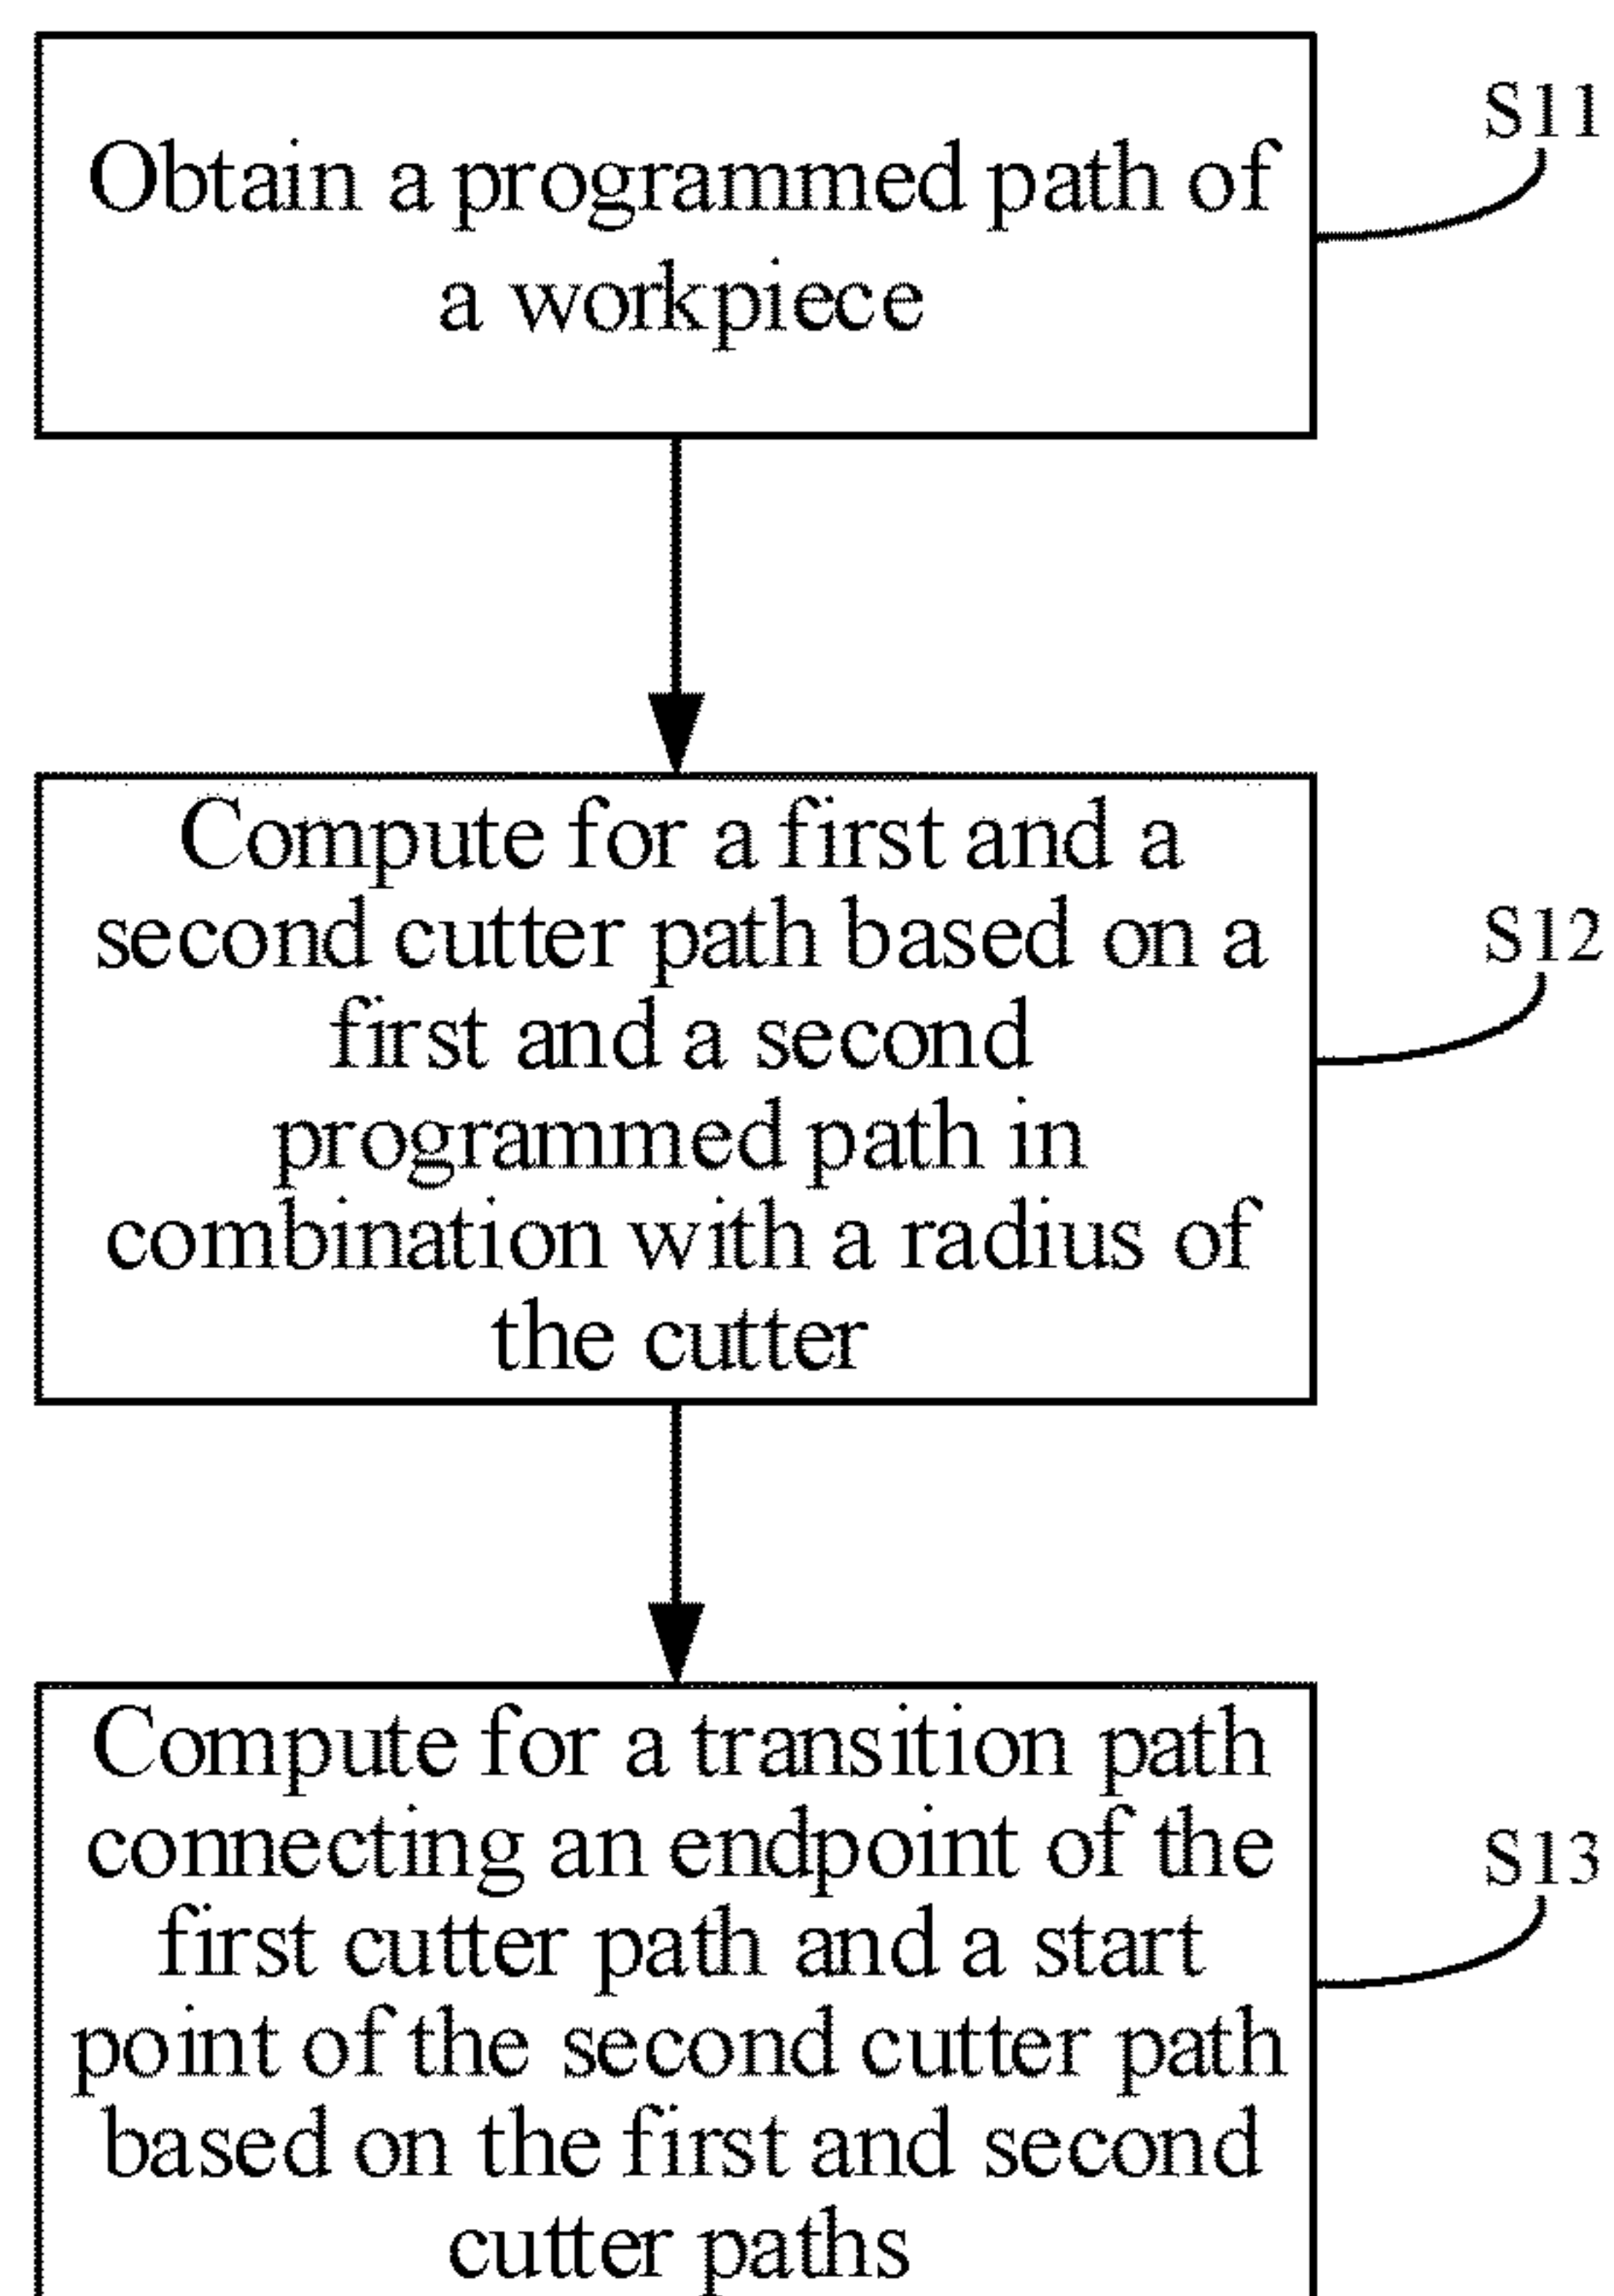 Obtain a programmed path of
a workpiece
S11
Compute for a first and a
second cutter path based on a
first and a second
programmed path in
combination with a radius of
the cutter
S12
Compute for a transition path
connecting an endpoint of the
first cutter path and a start
point of the second cutter path
based on the first and second
cutter paths
S13